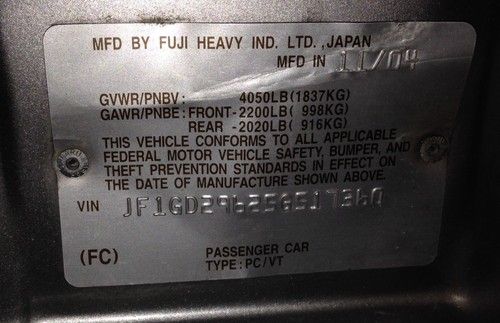 MFD BY FUJI HEAVY IND. LTD., JAPAN
MFD IN 11/04
GVWR/PNBV: 4050LB(1837KG)
GAWR/PNBE: FRONT-2200LB( 998KG)
REAR -2020LB( 916KG)
THIS VEHICLE CONFORMS TO ALL APPLICABLE
FEDERAL MOTOR VEHICLE SAFETY, BUMPER, AND
THEFT PREVENTION STANDARDS IN EFFECT ON
THE DATE OF MANUFACTURE SHOWN ABOVE.
VIN JF1GD29625G517360
(FC) PASSENGER CAR
TYPE: PC/VT